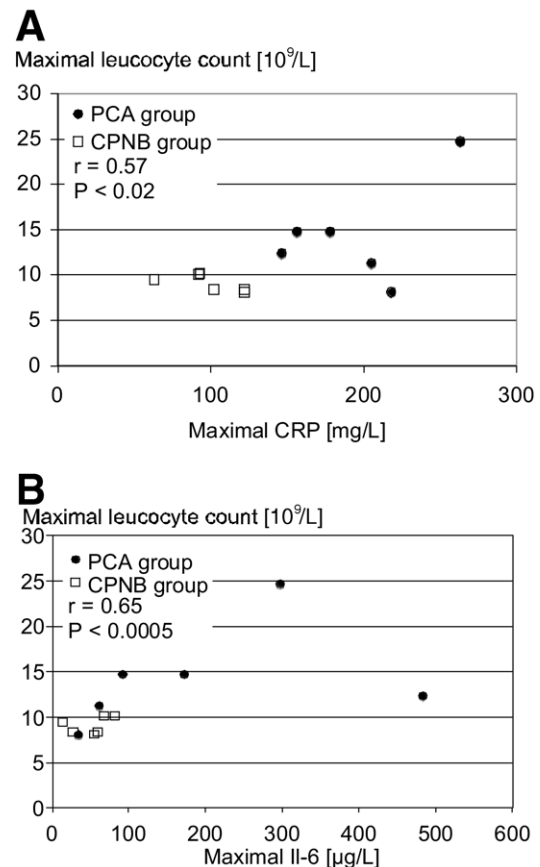 A
Maximal leucocyte count [10⁹/L]
30
25
20
15
10
5
0
PCA group
CPNB group
r = 0.57
P < 0.02
0 100 200 300
Maximal CRP [mg/L]
B
Maximal leucocyte count [10⁹/L]
30
25
20
15
10
5
0
PCA group
CPNB group
r = 0.65
P < 0.0005
0 100 200 300 400 500 600
Maximal Il-6 [µg/L]